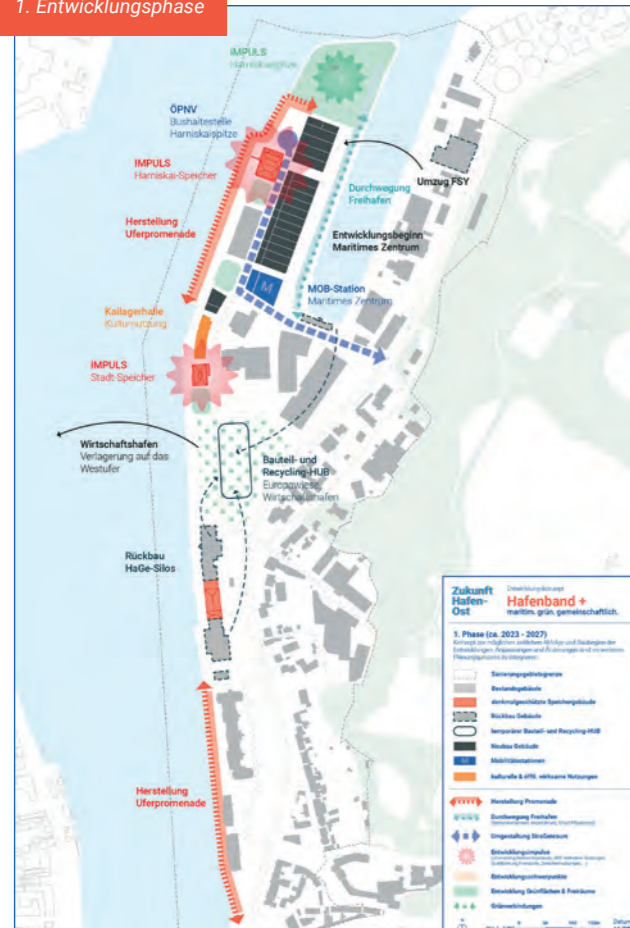 1. Entwicklungsphase
IMPULS
Harniskaispitze
ÖPNV
Bushaltestelle
Harniskaispitze
IMPULS
Harniskai-Speicher
Umzug FSY
Durchwegung
Freihafen
Herstellung
Uferpromenade
Entwicklungsbeginn
Maritimes Zentrum
M
MOB-Station
Maritimes Zentrum
Kailagerhalle
Kulturnutzung
IMPULS
Stadt-Speicher
Wirtschaftshafen
Verlagerung auf das
Westufer
Bauteil- und
Recycling-HUB
Europawiese,
Wirtschaftshafen
Rückbau
HaGe-Silos
Herstellung
Uferpromenade
Zukunft
Hafen-
Ost
Entwicklungskonzept
Hafenband +
maritim. grün. gemeinschaftlich.
1. Phase (ca. 2023 - 2027)
Sanierungsgebietsgrenze
Bestandsgebäude
denkmalgeschützte Speichergebäude
Rückbau Gebäude
temporärer Bauteil- und Recycling-HUB
Neubau Gebäude
M
Mobilitätsstationen
kulturelle & öfftl. wirksame Nutzungen
Herstellung Promenade
Durchwegung Freihafen
Umgestaltung Straßenraum
Entwicklungsimpulse
Entwicklungsschwerpunkte
Entwicklung Grünflächen & Freiräume
Grünverbindungen
Datum